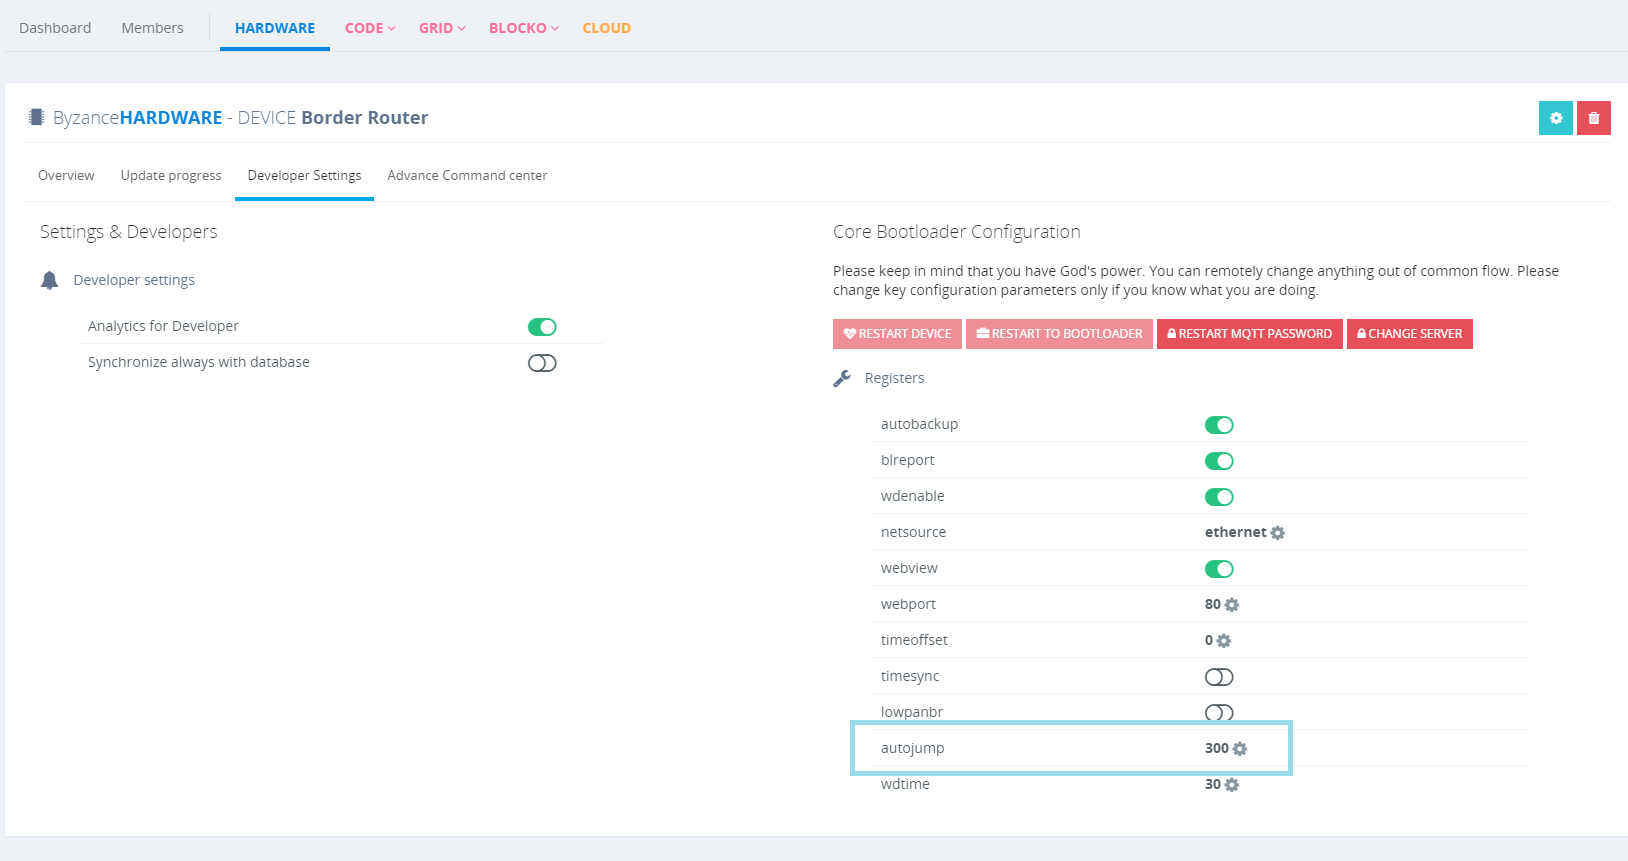 Dashboard Members HARDWARE CODE GRID BLOCKO CLOUD
ByzanceHARDWARE - DEVICE Border Router
Overview Update progress Developer Settings Advance Command center
Settings & Developers
Developer settings
Analytics for Developer
Synchronize always with database
Core Bootloader Configuration
Please keep in mind that you have God's power. You can remotely change anything out of common flow. Please
change key configuration parameters only if you know what you are doing.
RESTART DEVICE RESTART TO BOOTLOADER RESTART MQTT PASSWORD CHANGE SERVER
Registers
autobackup
blreport
wdenable
netsource ethernet
webview
webport 80
timeoffset 0
timesync
lowpanbr
autojump 300
wdtime 30